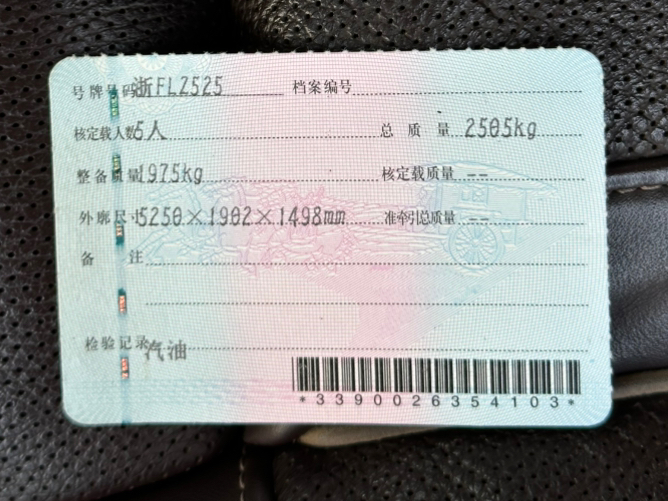 号牌号码 浙FLZ525 档案编号
核定载人数 5人 总质量 2505kg
整备质量 1975kg 核定载质量 --
外廓尺寸 5250×1902×1498mm 准牵引总质量 --
备注
检验记录 汽油
*3390026354103*